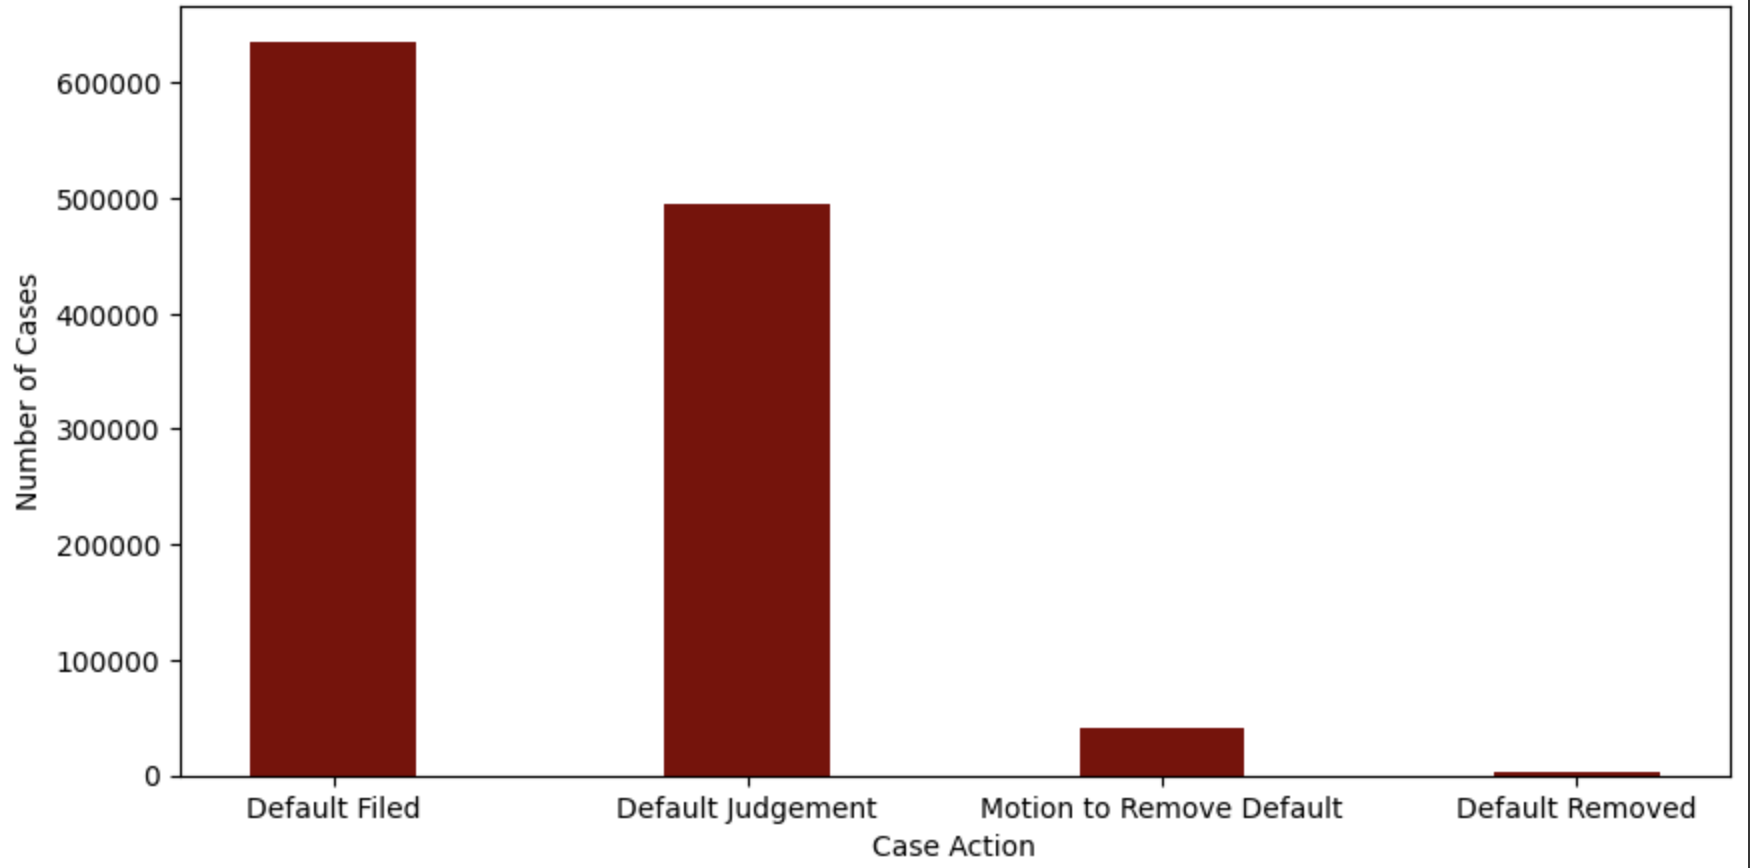 Number of Cases
600000
500000
400000
300000
200000
100000
0
Default Filed
Default Judgement
Motion to Remove Default
Default Removed
Case Action